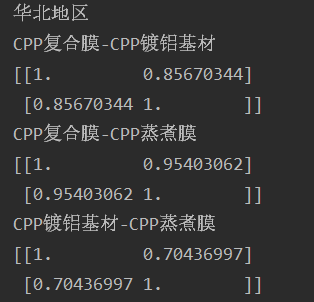 华北地区
CPP复合膜-CPP镀铝基材
[[1.         0.85670344]
 [0.85670344 1.        ]]
CPP复合膜-CPP蒸煮膜
[[1.         0.95403062]
 [0.95403062 1.        ]]
CPP镀铝基材-CPP蒸煮膜
[[1.         0.70436997]
 [0.70436997 1.        ]]